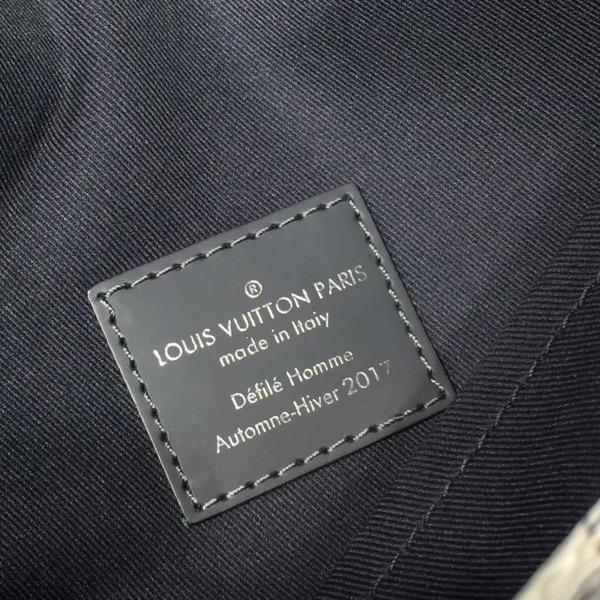 ®
LOUIS VUITTON PARIS
made in Italy
Défilé Homme
Automne-Hiver 2017